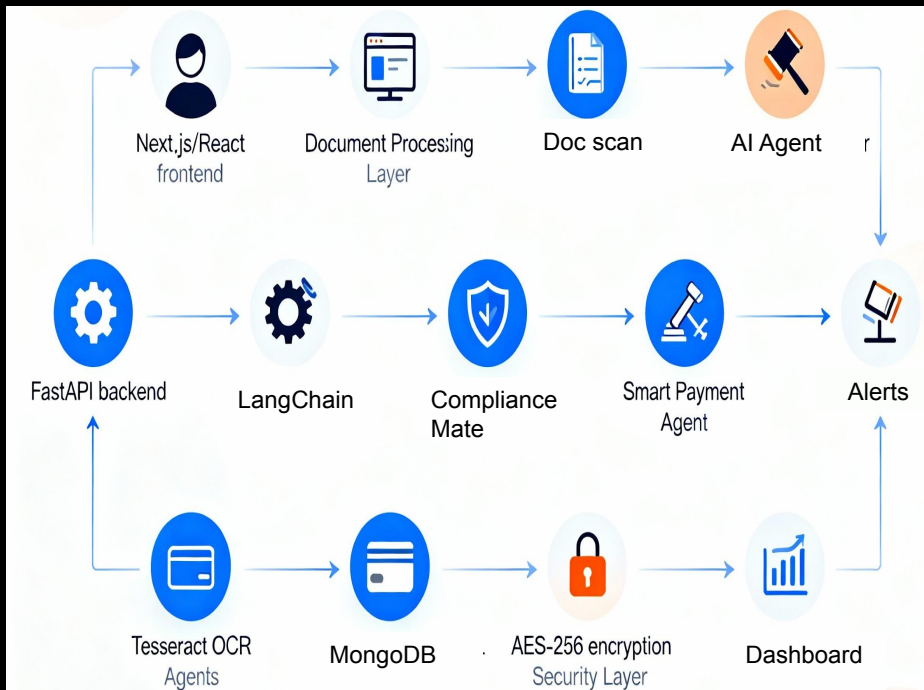 Next.js/React
frontend
Document Processing
Layer
Doc scan
AI Agent
r
FastAPI backend
LangChain
Compliance
Mate
Smart Payment
Agent
Alerts
Tesseract OCR
Agents
MongoDB
.
AES-256 encryption
Security Layer
Dashboard